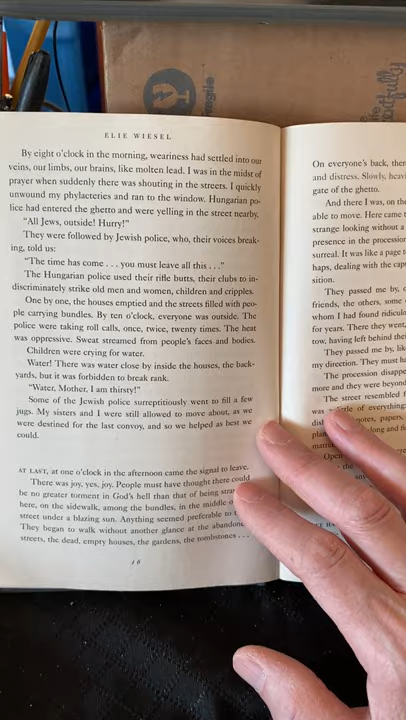 ELIE WIESEL
By eight o'clock in the morning, weariness had settled into our
veins, our limbs, our brains, like molten lead. I was in the midst of
prayer when suddenly there was shouting in the streets. I quickly
unwound my phylacteries and ran to the window. Hungarian po-
lice had entered the ghetto and were yelling in the street nearby.
"All Jews, outside! Hurry!"
They were followed by Jewish police, who, their voices break-
ing, told us:
"The time has come . . . you must leave all this . . ."
The Hungarian police used their rifle butts, their clubs to in-
discriminately strike old men and women, children and cripples.
One by one, the houses emptied and the streets filled with peo-
ple carrying bundles. By ten o'clock, everyone was outside. The
police were taking roll calls, once, twice, twenty times. The heat
was oppressive. Sweat streamed from people's faces and bodies.
Children were crying for water.
Water! There was water close by inside the houses, the back-
yards, but it was forbidden to break rank.
"Water, Mother, I am thirsty!"
Some of the Jewish police surreptitiously went to fill a few
jugs. My sisters and I were still allowed to move about, as we
were destined for the last convoy, and so we helped as best we
could.
AT LAST, at one o'clock in the afternoon came the signal to leave.
There was joy, yes, joy. People must have thought there could
be no greater torment in God's hell than that of being
here, on the sidewalk, among the bundles, in the middle
street under a blazing sun. Anything seemed preferable to
They began to walk without another glance at the
streets, the dead, empty houses, the gardens, the tombstones . . .
16
On everyone's back,
and distress. Slowly,
gate of the ghetto.
And there I was, on the
able to move. Here came
strange looking without a
presence in the procession
surreal. It was like a page
haps, dealing with the
sition.
They passed me by,
friends, the others, some
whom I had found
for years. There they went,
tow, having left behind
They passed me by,
my direction. They must
The procession
more and they were beyond
The street resembled
was of everything:
notes, papers,
and
Open
the
fragile